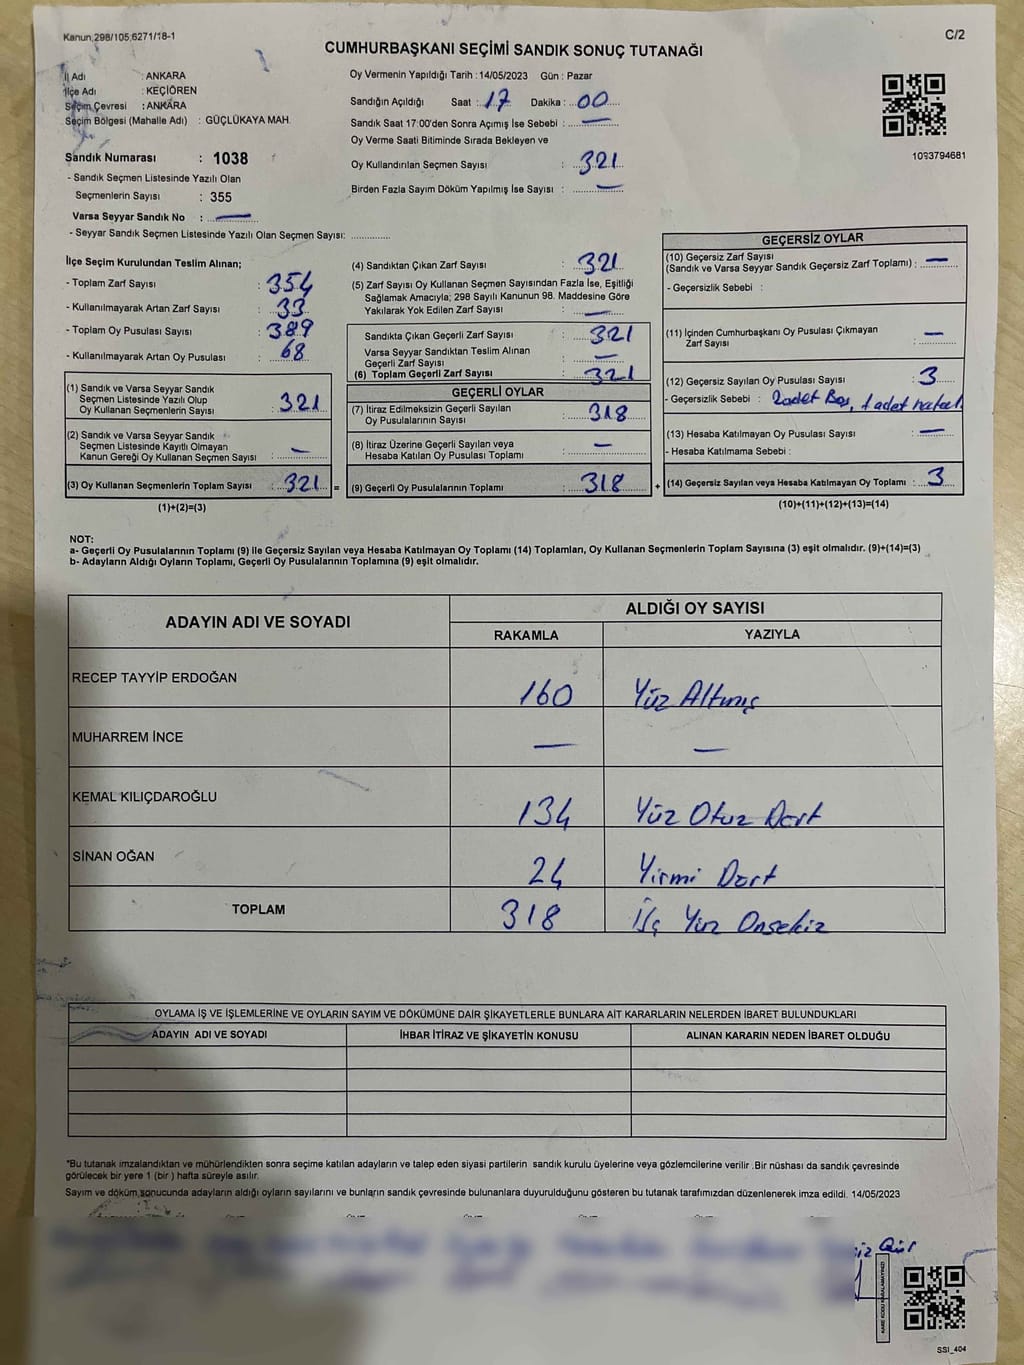 Kanun,298/105,6271/18-1
C/2
CUMHURBAŞKANI SEÇİMİ SANDIK SONUÇ TUTANAĞI
İl Adı : ANKARA
İlçe Adı : KEÇİÖREN
Seçim Çevresi : ANKARA
Seçim Bölgesi (Mahalle Adı) : GÜÇLÜKAYA MAH.
Sandık Numarası : 1038
- Sandık Seçmen Listesinde Yazılı Olan
Seçmenlerin Sayısı : 355
Varsa Seyyar Sandık No : —
- Seyyar Sandık Seçmen Listesinde Yazılı Olan Seçmen Sayısı: .............
Oy Vermenin Yapıldığı Tarih : 14/05/2023 Gün : Pazar
Sandığın Açıldığı Saat : 17 Dakika : 00
Sandık Saat 17:00'den Sonra Açımış İse Sebebi : —
Oy Verme Saati Bitiminde Sırada Bekleyen ve
Oy Kullandırılan Seçmen Sayısı : 321
Birden Fazla Sayım Döküm Yapılmış İse Sayısı : —
1093794681
İlçe Seçim Kurulundan Teslim Alınan;
- Toplam Zarf Sayısı : 354
- Kullanılmayarak Artan Zarf Sayısı : 33
- Toplam Oy Pusulası Sayısı : 389
- Kullanılmayarak Artan Oy Pusulası : 68
(1) Sandık ve Varsa Seyyar Sandık
Seçmen Listesinde Yazılı Olup
Oy Kullanan Seçmenlerin Sayısı : 321
(2) Sandık ve Varsa Seyyar Sandık
Seçmen Listesinde Kayıtlı Olmayan
Kanun Gereği Oy Kullanan Seçmen Sayısı : —
(3) Oy Kullanan Seçmenlerin Toplam Sayısı : 321 =
(1)+(2)=(3)
(4) Sandıktan Çıkan Zarf Sayısı : 321
(5) Zarf Sayısı Oy Kullanan Seçmen Sayısından Fazla İse, Eşitliği
Sağlamak Amacıyla; 298 Sayılı Kanunun 98. Maddesine Göre
Yakılarak Yok Edilen Zarf Sayısı : —
Sandıkta Çıkan Geçerli Zarf Sayısı : 321
Varsa Seyyar Sandıktan Teslim Alınan
Geçerli Zarf Sayısı : —
(6) Toplam Geçerli Zarf Sayısı : 321
GEÇERLİ OYLAR
(7) İtiraz Edilmeksizin Geçerli Sayılan
Oy Pusulalarının Sayısı : 318
(8) İtiraz Üzerine Geçerli Sayılan veya
Hesaba Katılan Oy Pusulası Toplamı : —
(9) Geçerli Oy Pusulalarının Toplamı : 318 +
GEÇERSİZ OYLAR
(10) Geçersiz Zarf Sayısı
(Sandık ve Varsa Seyyar Sandık Geçersiz Zarf Toplamı) : —
- Geçersizlik Sebebi :
(11) İçinden Cumhurbaşkanı Oy Pusulası Çıkmayan
Zarf Sayısı : —
(12) Geçersiz Sayılan Oy Pusulası Sayısı : 3
- Geçersizlik Sebebi : 2 adet Boş, 1 adet
(13) Hesaba Katılmayan Oy Pusulası Sayısı : —
- Hesaba Katılmama Sebebi :
(14) Geçersiz Sayılan veya Hesaba Katılmayan Oy Toplamı : 3
(10)+(11)+(12)+(13)=(14)
NOT:
a- Geçerli Oy Pusulalarının Toplamı (9) ile Geçersiz Sayılan veya Hesaba Katılmayan Oy Toplamı (14) Toplamları, Oy Kullanan Seçmenlerin Toplam Sayısına (3) eşit olmalıdır. (9)+(14)=(3)
b- Adayların Aldığı Oyların Toplamı, Geçerli Oy Pusulalarının Toplamına (9) eşit olmalıdır.
ADAYIN ADI VE SOYADI
ALDIĞI OY SAYISI
RAKAMLA YAZIYLA
RECEP TAYYİP ERDOĞAN 160 Yüz Altmış
MUHARREM İNCE — —
KEMAL KILIÇDAROĞLU 134 Yüz Otuz Dört
SİNAN OĞAN 24 Yirmi Dört
TOPLAM 318 Üç Yüz Onsekiz
OYLAMA İŞ VE İŞLEMLERİNE VE OYLARIN SAYIM VE DÖKÜMÜNE DAİR ŞİKAYETLERLE BUNLARA AİT KARARLARIN NELERDEN İBARET BULUNDUKLARI
ADAYIN ADI VE SOYADI İHBAR İTİRAZ VE ŞİKAYETİN KONUSU ALINAN KARARIN NEDEN İBARET OLDUĞU
*Bu tutanak imzalandıktan ve mühürlendikten sonra seçime katılan adayların ve talep eden siyasi partilerin sandık kurulu üyelerine veya gözlemcilerine verilir .Bir nüshası da sandık çevresinde
görülecek bir yere 1 (bir ) hafta süreyle asılır.
Sayım ve döküm sonucunda adayların aldığı oyların sayılarını ve bunların sandık çevresinde bulunanlara duyurulduğunu gösteren bu tutanak tarafımızdan düzenlenerek imza edildi. 14/05/2023
KARE KODU KARALAMAYINIZ!
SSI_404